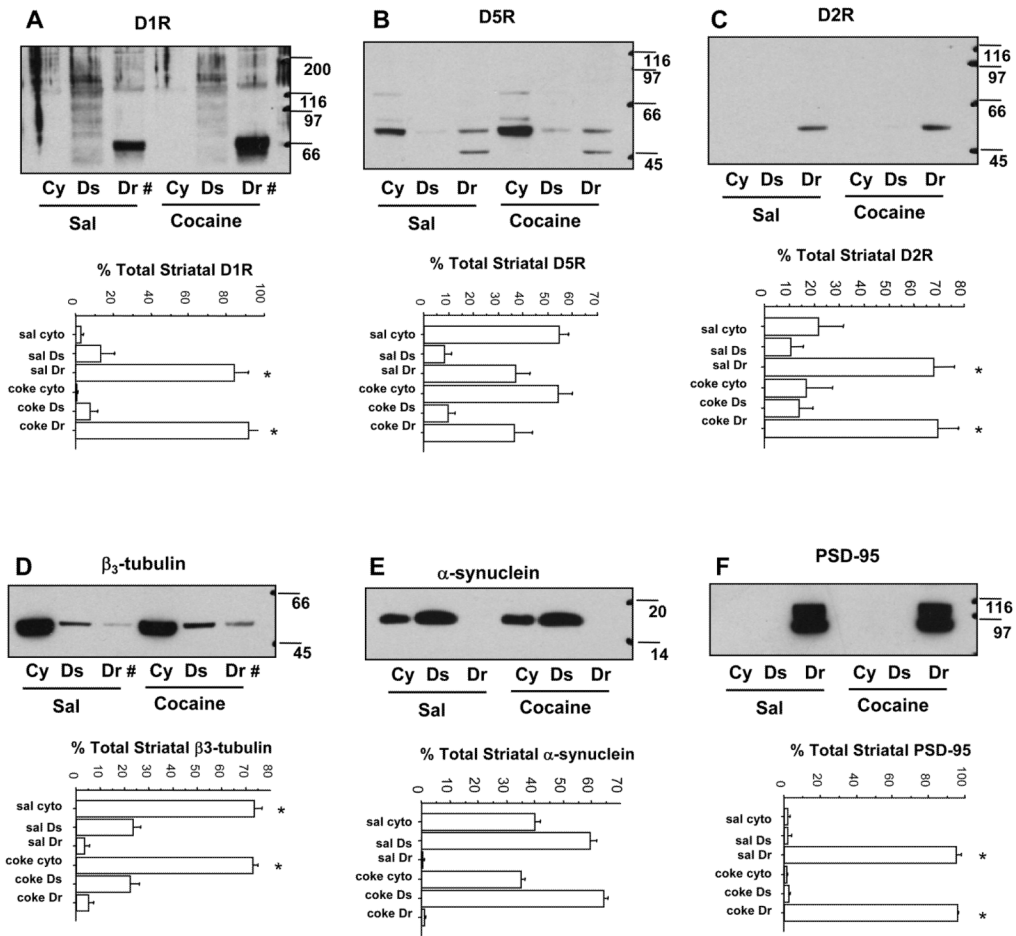 A
D1R
200
116
97
66
Cy Ds Dr # Cy Ds Dr #
Sal Cocaine
% Total Striatal D1R
0 20 40 60 80 100
sal cyto
sal Ds
sal Dr *
coke cyto
coke Ds
coke Dr *
B
D5R
116
97
66
45
Cy Ds Dr Cy Ds Dr
Sal Cocaine
% Total Striatal D5R
0 10 20 30 40 50 60 70
sal cyto
sal Ds
sal Dr
coke cyto
coke Ds
coke Dr
C
D2R
116
97
66
45
Cy Ds Dr Cy Ds Dr
Sal Cocaine
% Total Striatal D2R
0 10 20 30 40 50 60 70 80
sal cyto
sal Ds
sal Dr *
coke cyto
coke Ds
coke Dr *
D
β3-tubulin
66
45
Cy Ds Dr # Cy Ds Dr #
Sal Cocaine
% Total Striatal β3-tubulin
0 10 20 30 40 50 60 70 80
sal cyto *
sal Ds
sal Dr
coke cyto *
coke Ds
coke Dr
E
α-synuclein
20
14
Cy Ds Dr Cy Ds Dr
Sal Cocaine
% Total Striatal α-synuclein
0 10 20 30 40 50 60 70
sal cyto
sal Ds
sal Dr
coke cyto
coke Ds
coke Dr
F
PSD-95
116
97
Cy Ds Dr Cy Ds Dr
Sal Cocaine
% Total Striatal PSD-95
0 20 40 60 80 100
sal cyto
sal Ds
sal Dr *
coke cyto
coke Ds
coke Dr *